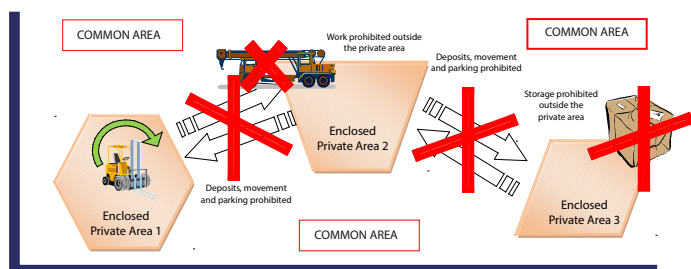 COMMON AREA
Work prohibited outside
the private area
COMMON AREA
Deposits, movement
and parking prohibited
Storage prohibited
outside the
private area
Enclosed
Private Area 2
Deposits, movement
and parking prohibited
Enclosed
Private Area 1
Enclosed
Private Area 3
COMMON AREA